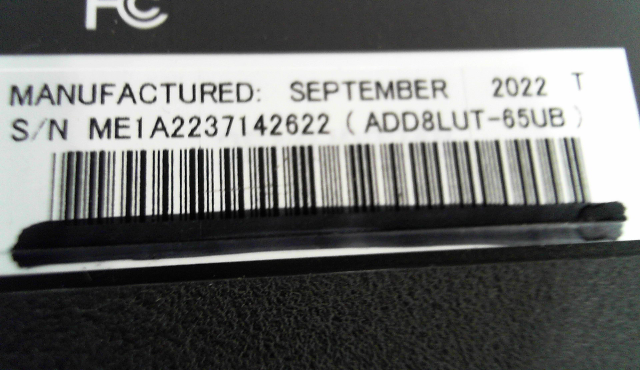 FC
MANUFACTURED: SEPTEMBER 2022 T
S/N ME1A2237142622 (ADD8LUT-65UB)